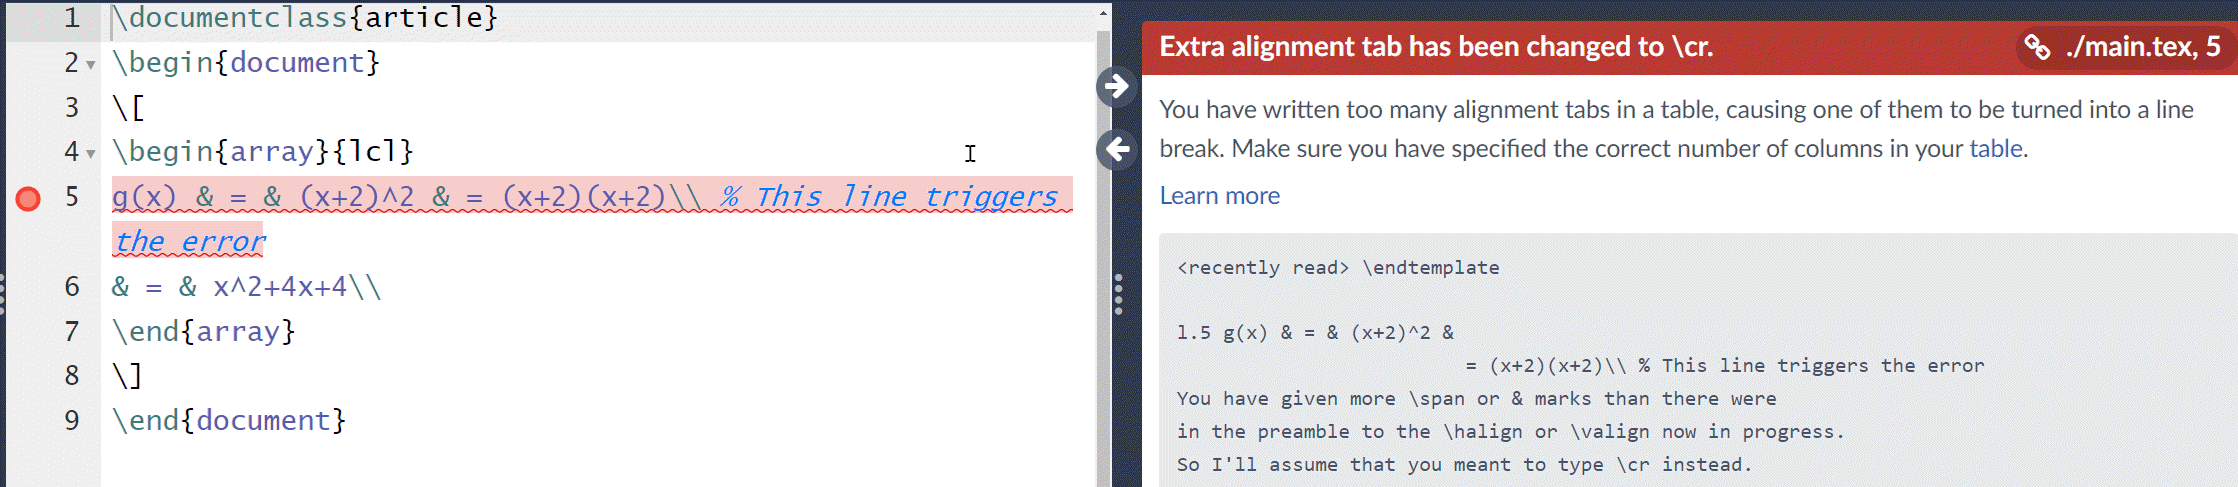 1 \documentclass{article}
2 \begin{document}
3 \[
4 \begin{array}{lcl}
5 g(x) & = & (x+2)^2 & = (x+2)(x+2)\\ % This line triggers
the error
6 & = & x^2+4x+4\\
7 \end{array}
8 \]
9 \end{document}
Extra alignment tab has been changed to \cr. ./main.tex, 5
You have written too many alignment tabs in a table, causing one of them to be turned into a line
break. Make sure you have specified the correct number of columns in your table.
Learn more
<recently read> \endtemplate
l.5 g(x) & = & (x+2)^2 &
= (x+2)(x+2)\\ % This line triggers the error
You have given more \span or & marks than there were
in the preamble to the \halign or \valign now in progress.
So I'll assume that you meant to type \cr instead.